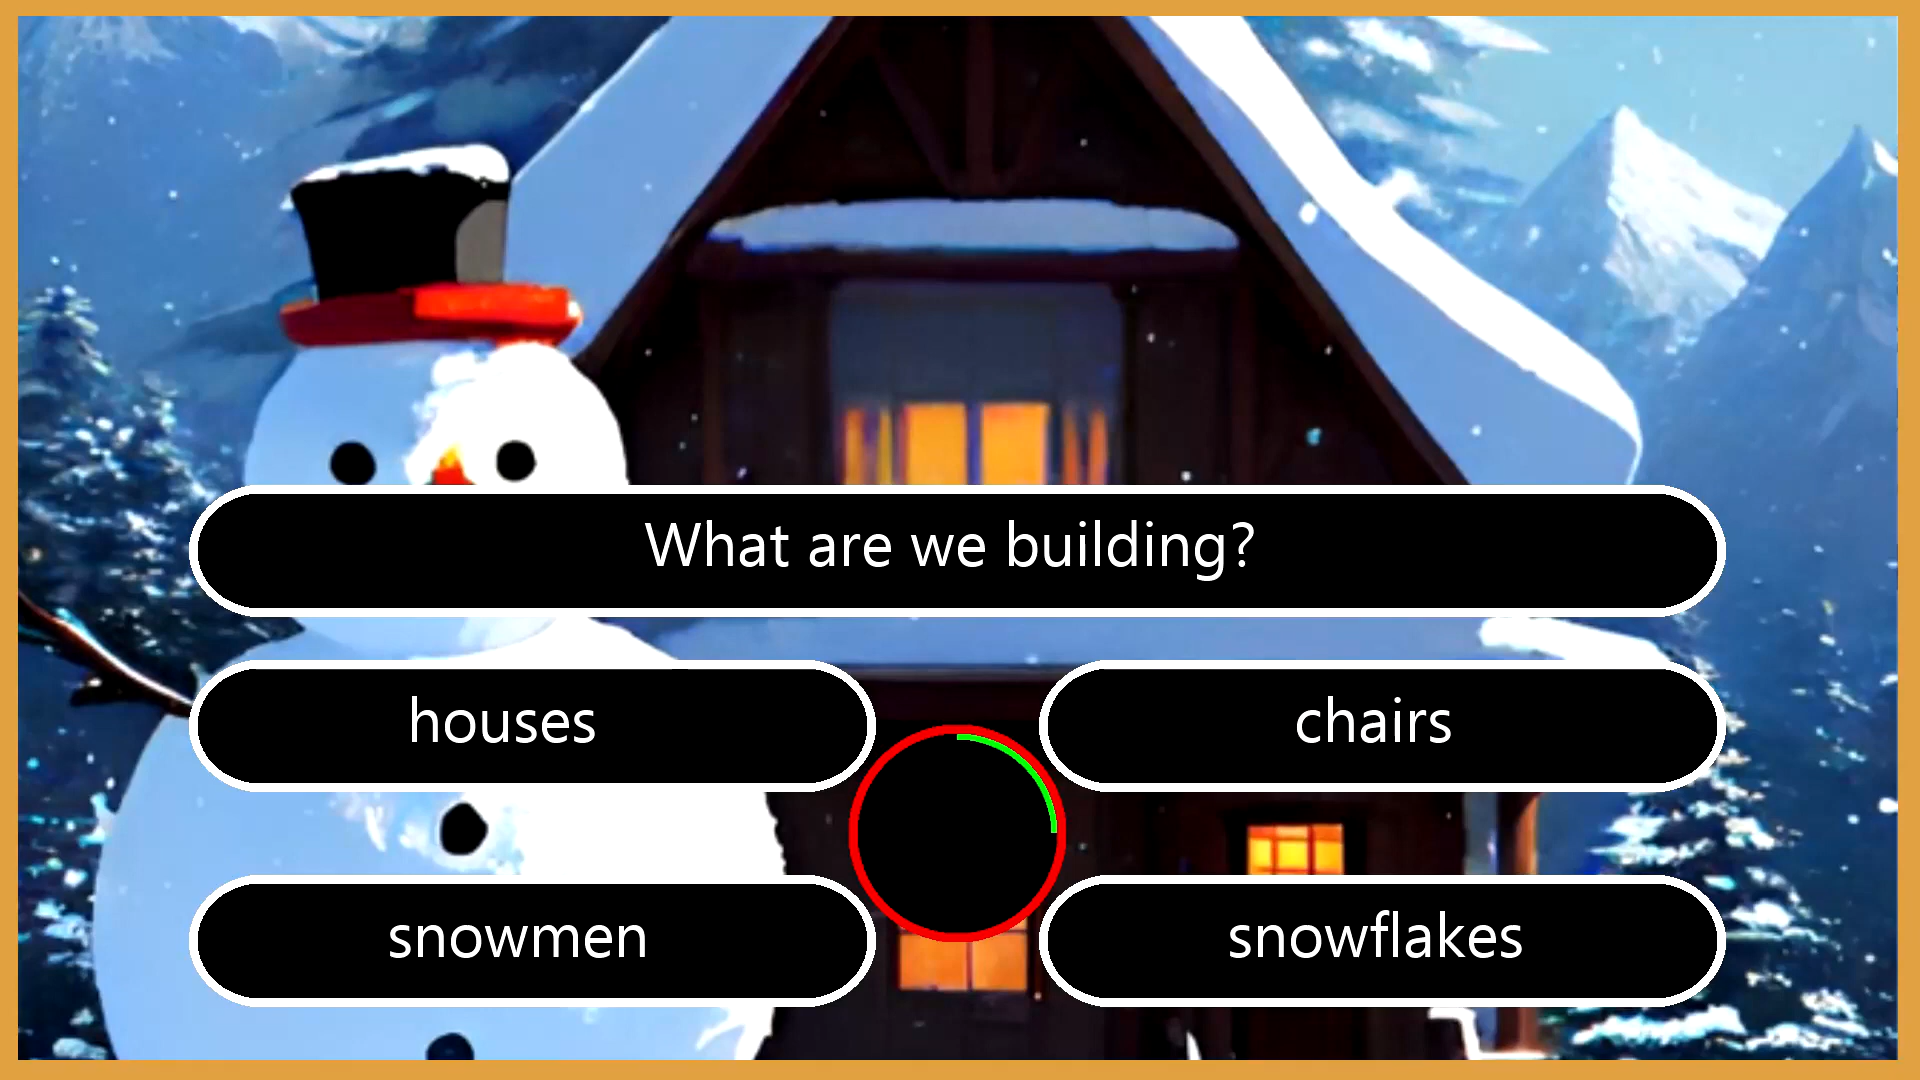 What are we building?
houses
chairs
snowmen
snowflakes